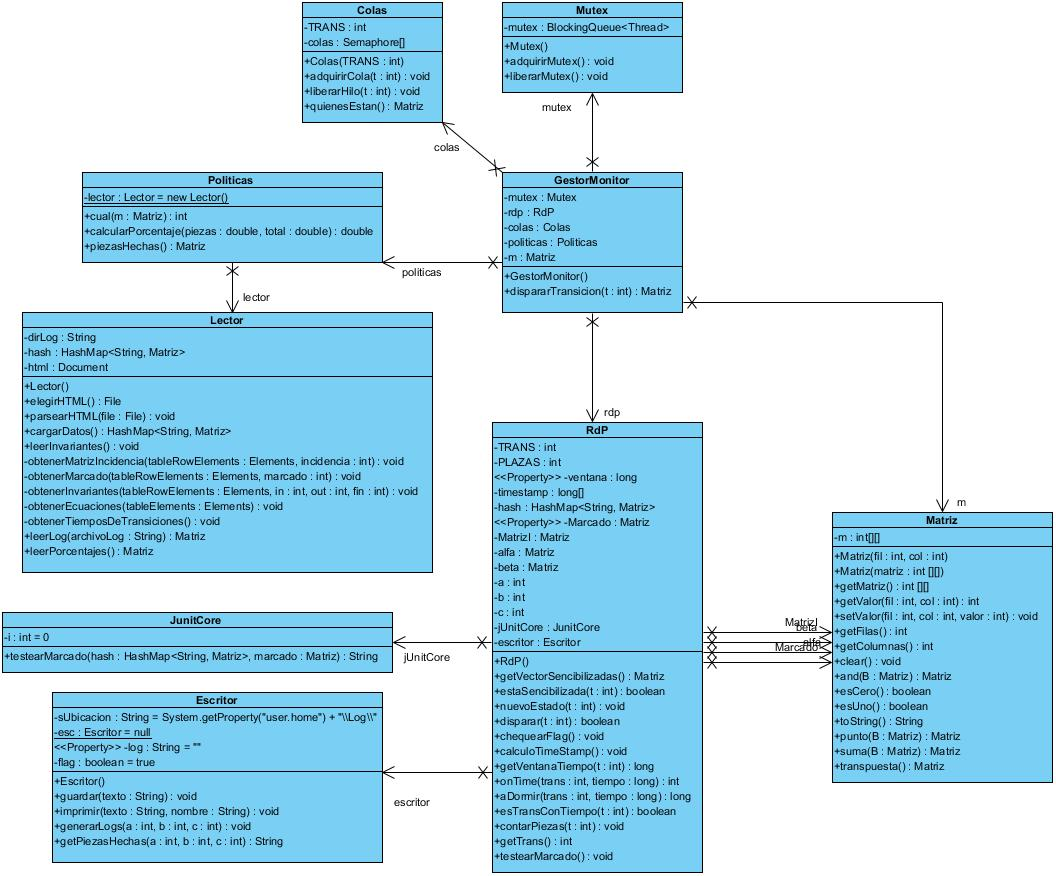 Colas
-TRANS : int
-colas : Semaphore[]
+Colas(TRANS : int)
+adquirirCola(t : int) : void
+liberarHilo(t : int) : void
+quienesEstan() : Matriz
Mutex
-mutex : BlockingQueue<Thread>
+Mutex()
+adquirirMutex() : void
+liberarMutex() : void
mutex
colas
Politicas
-lector : Lector = new Lector()
+cual(m : Matriz) : int
+calcularPorcentaje(piezas : double, total : double) : double
+piezasHechas() : Matriz
GestorMonitor
-mutex : Mutex
-rdp : RdP
-colas : Colas
-politicas : Politicas
-m : Matriz
+GestorMonitor()
+dispararTransicion(t : int) : Matriz
politicas
lector
Lector
-dirLog : String
-hash : HashMap<String, Matriz>
-html : Document
+Lector()
+elegirHTML() : File
+parsearHTML(file : File) : void
+cargarDatos() : HashMap<String, Matriz>
+leerInvariantes() : void
-obtenerMatrizIncidencia(tableRowElements : Elements, incidencia : int) : void
-obtenerMarcado(tableRowElements : Elements, marcado : int) : void
-obtenerInvariantes(tableRowElements : Elements, in : int, out : int, fin : int) : void
-obtenerEcuaciones(tableElements : Elements) : void
-obtenerTiemposDeTransiciones() : void
+leerLog(archivoLog : String) : Matriz
+leerPorcentajes() : Matriz
rdp
RdP
-TRANS : int
-PLAZAS : int
<<Property>> -ventana : long
-timestamp : long[]
-hash : HashMap<String, Matriz>
<<Property>> -Marcado : Matriz
-MatrizI : Matriz
-alfa : Matriz
-beta : Matriz
-a : int
-b : int
-c : int
-jUnitCore : JunitCore
-escritor : Escritor
+RdP()
+getVectorSencibilizadas() : Matriz
+estaSencibilizada(t : int) : boolean
+nuevoEstado(t : int) : void
+disparar(t : int) : boolean
+chequearFlag() : void
+calculoTimeStamp() : void
+getVentanaTiempo(t : int) : long
+onTime(trans : int, tiempo : long) : int
+aDormir(trans : int, tiempo : long) : long
+esTransConTiempo(t : int) : boolean
+contarPiezas(t : int) : void
+getTrans() : int
+testearMarcado() : void
m
Matriz
-m : int[][]
+Matriz(fil : int, col : int)
+Matriz(matriz : int [][])
+getMatriz() : int [][]
+getValor(fil : int, col : int) : int
+setValor(fil : int, col : int, valor : int) : void
+getFilas() : int
+getColumnas() : int
+clear() : void
+and(B : Matriz) : Matriz
+esCero() : boolean
+esUno() : boolean
+toString() : String
+punto(B : Matriz) : Matriz
+suma(B : Matriz) : Matriz
+transpuesta() : Matriz
MatrizI
beta
alfa
Marcado
JunitCore
-i : int = 0
+testearMarcado(hash : HashMap<String, Matriz>, marcado : Matriz) : String
jUnitCore
Escritor
-sUbicacion : String = System.getProperty("user.home") + "\\Log\\"
-esc : Escritor = null
<<Property>> -log : String = ""
-flag : boolean = true
+Escritor()
+guardar(texto : String) : void
+imprimir(texto : String, nombre : String) : void
+generarLogs(a : int, b : int, c : int) : void
+getPiezasHechas(a : int, b : int, c : int) : String
escritor